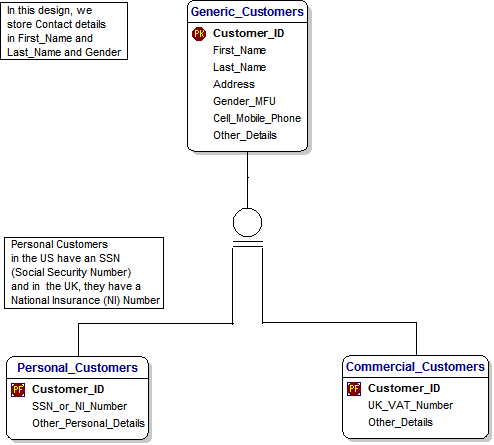 In this design, we
store Contact details
in First_Name and
Last_Name and Gender
Generic_Customers
PK Customer_ID
First_Name
Last_Name
Address
Gender_MFU
Cell_Mobile_Phone
Other_Details
Personal Customers
in the US have an SSN
(Social Security Number)
and in the UK, they have a
National Insurance (NI) Number
Personal_Customers
PF Customer_ID
SSN_or_NI_Number
Other_Personal_Details
Commercial_Customers
PF Customer_ID
UK_VAT_Number
Other_Details